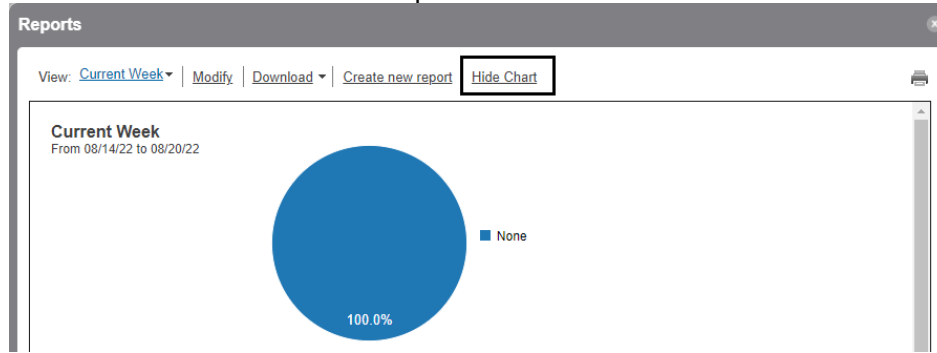 Reports
View: Current Week | Modify | Download | Create new report Hide Chart
Current Week
From 08/14/22 to 08/20/22
None
100.0%